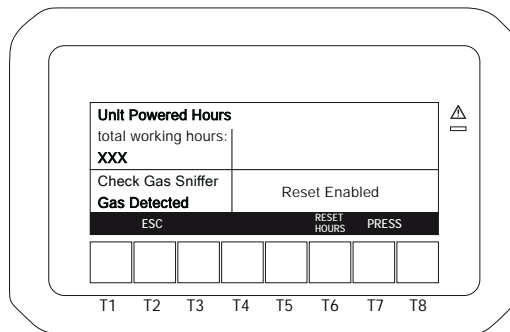 Unit Powered Hours
total working hours:
XXX
Check Gas Sniffer
Gas Detected
Reset Enabled
ESC RESET HOURS PRESS
T1 T2 T3 T4 T5 T6 T7 T8